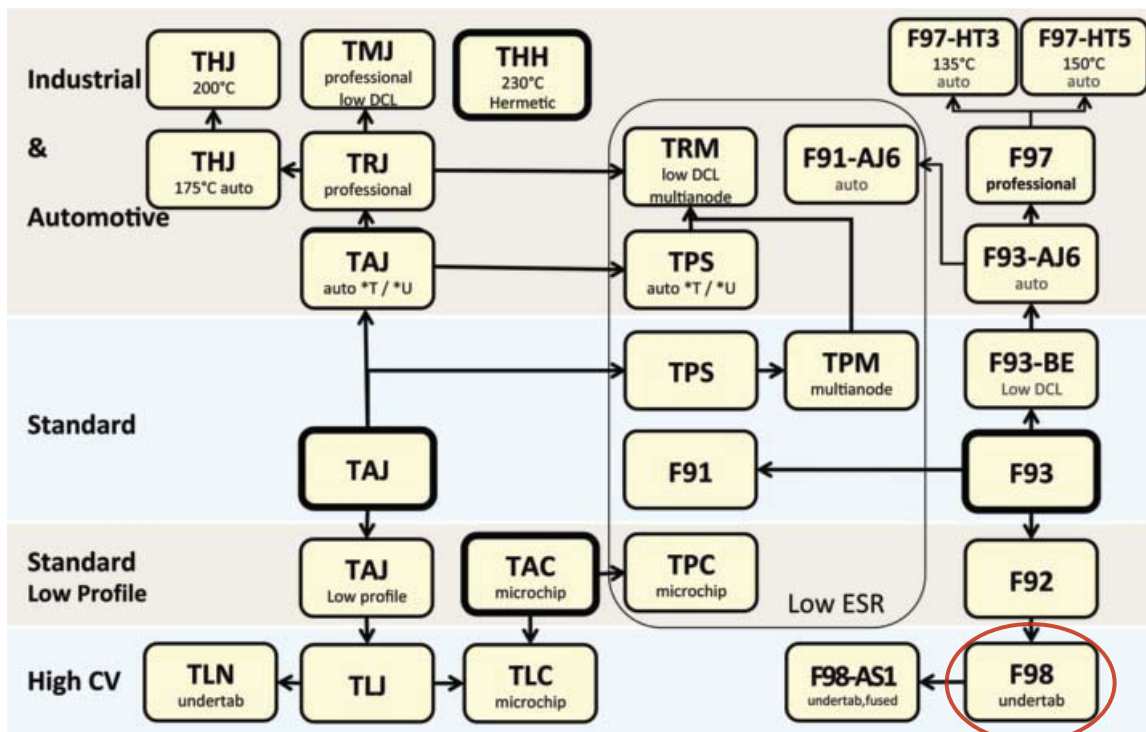 Industrial
&
Automotive
THJ
200°C
TMJ
professional
low DCL
THH
230°C
Hermetic
F97-HT3
135°C
auto
F97-HT5
150°C
auto
THJ
175°C auto
TRJ
professional
TRM
low DCL
multianode
F91-AJ6
auto
F97
professional
TAJ
auto *T / *U
TPS
auto *T / *U
F93-AJ6
auto
Standard
TPS
TPM
multianode
F93-BE
Low DCL
TAJ
F91
F93
Standard
Low Profile
TAJ
Low profile
TAC
microchip
TPC
microchip
Low ESR
F92
High CV
TLN
undertab
TLJ
TLC
microchip
F98-AS1
undertab,fused
F98
undertab